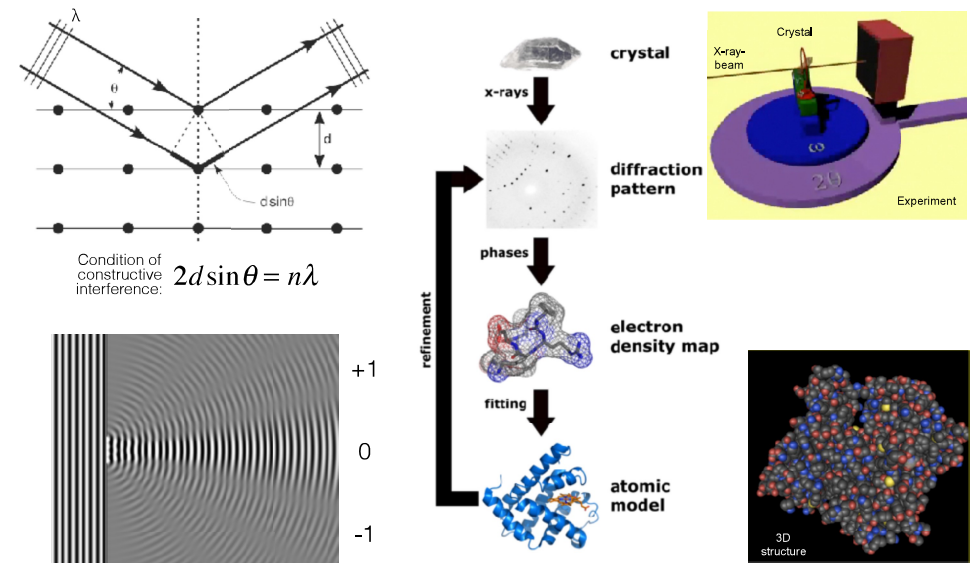 λ
θ
d
d sinθ
Condition of
constructive
interference:
2d sin θ = nλ
+1
0
-1
crystal
x-rays
diffraction
pattern
phases
refinement
electron
density map
fitting
atomic
model
Crystal
X-ray-
beam
ω
2θ
Experiment
3D
structure